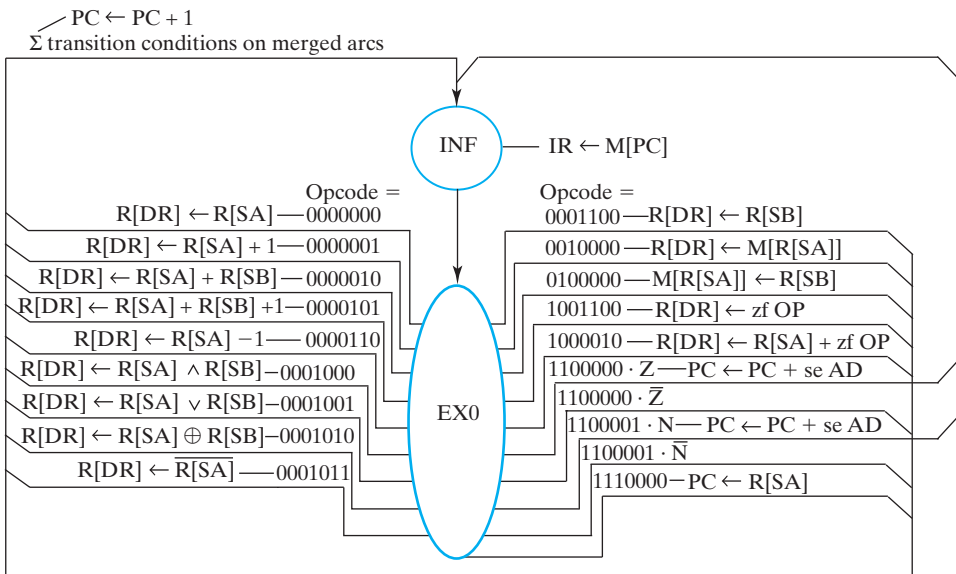 PC ← PC + 1
Σ transition conditions on merged arcs
INF
IR ← M[PC]
Opcode =
R[DR] ← R[SA] — 0000000
R[DR] ← R[SA] + 1 — 0000001
R[DR] ← R[SA] + R[SB] — 0000010
R[DR] ← R[SA] + R[SB] +1 — 0000101
R[DR] ← R[SA] −1 — 0000110
R[DR] ← R[SA] ∧ R[SB] – 0001000
R[DR] ← R[SA] ∨ R[SB] – 0001001
R[DR] ← R[SA] ⊕ R[SB] – 0001010
R[DR] ← R̅[̅S̅A̅]̅ — 0001011
EX0
Opcode =
0001100 — R[DR] ← R[SB]
0010000 — R[DR] ← M[R[SA]]
0100000 — M[R[SA]] ← R[SB]
1001100 — R[DR] ← zf OP
1000010 — R[DR] ← R[SA] + zf OP
1100000 · Z — PC ← PC + se AD
1100000 · Z̅
1100001 · N — PC ← PC + se AD
1100001 · N̅
1110000 – PC ← R[SA]